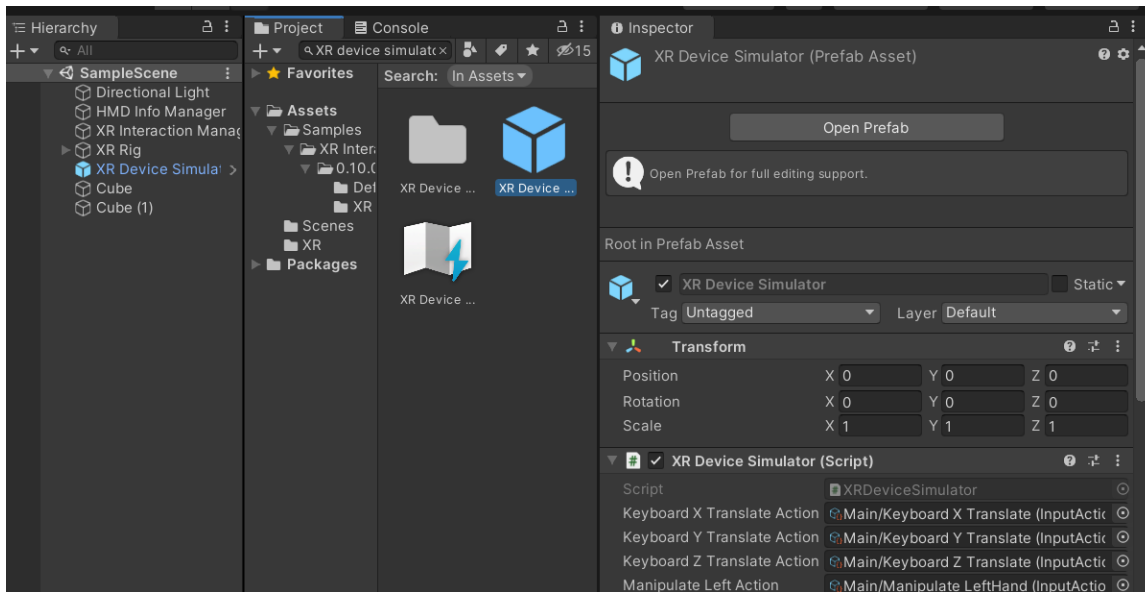 Hierarchy
All
SampleScene
Directional Light
HMD Info Manager
XR Interaction Manag
XR Rig
XR Device Simulat
Cube
Cube (1)
Project
Console
XR device simulat
15
Favorites
Assets
Samples
XR Inter
0.10.0
Def
XR
Scenes
XR
Packages
Search: In Assets
XR Device ...
XR Device ...
XR Device ...
Inspector
XR Device Simulator (Prefab Asset)
Open Prefab
Open Prefab for full editing support.
Root in Prefab Asset
XR Device Simulator
Static
Tag Untagged
Layer Default
Transform
Position X 0 Y 0 Z 0
Rotation X 0 Y 0 Z 0
Scale X 1 Y 1 Z 1
XR Device Simulator (Script)
Script XRDeviceSimulator
Keyboard X Translate Action Main/Keyboard X Translate (InputActic
Keyboard Y Translate Action Main/Keyboard Y Translate (InputActic
Keyboard Z Translate Action Main/Keyboard Z Translate (InputActic
Manipulate Left Action Main/Manipulate LeftHand (InputActio